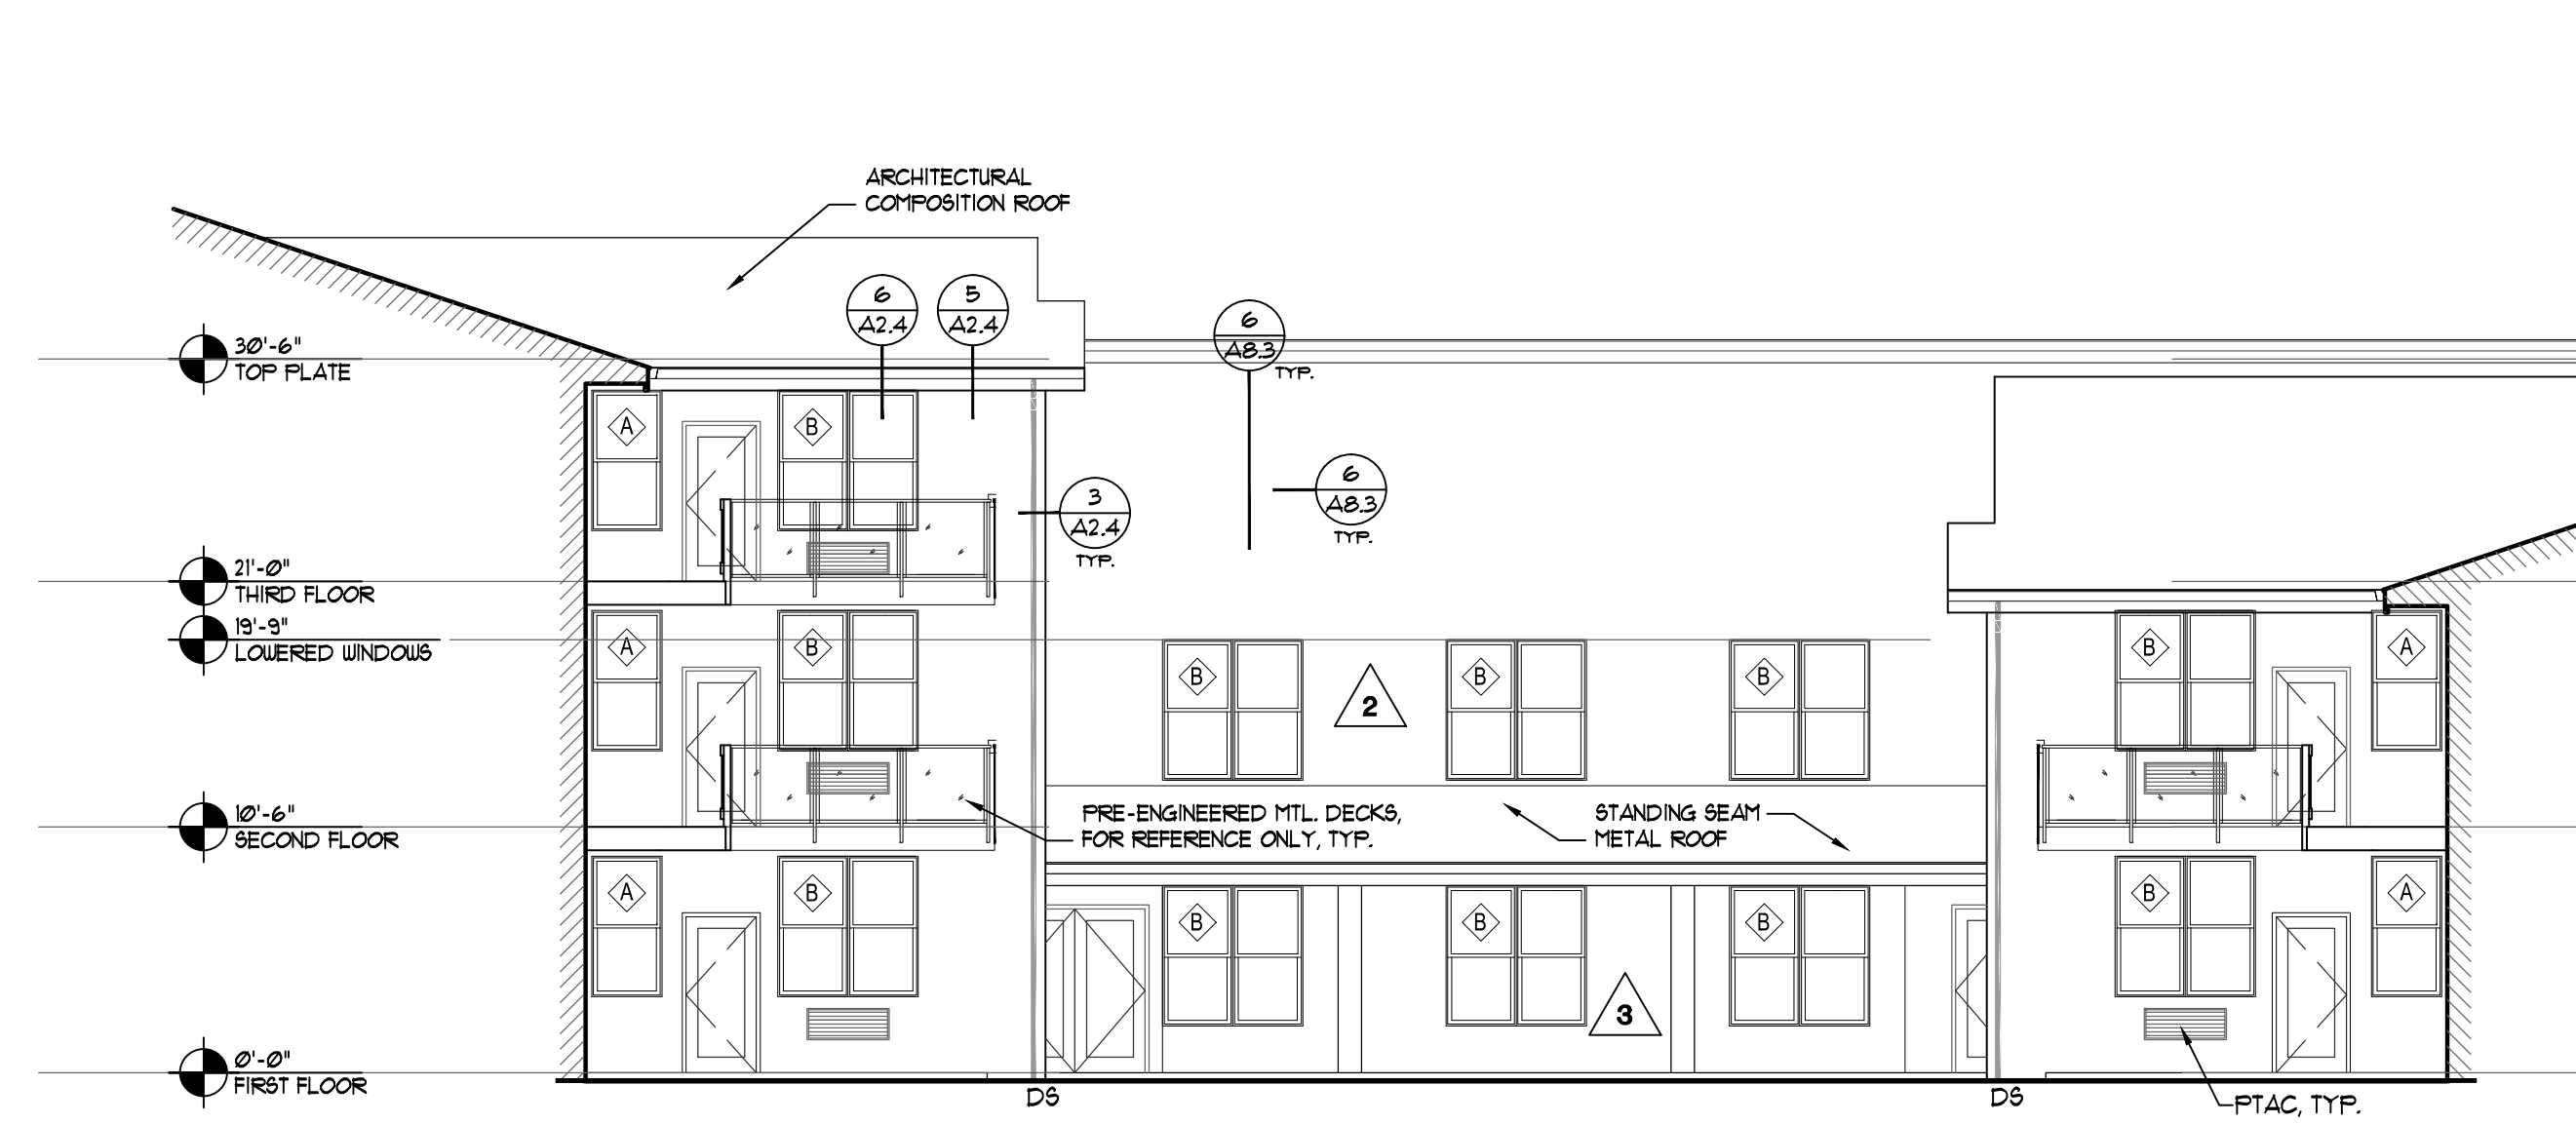 ARCHITECTURAL
COMPOSITION ROOF
6
A2.4
5
A2.4
6
A8.3
TYP.
30'-6"
TOP PLATE
A
B
6
A8.3
TYP.
3
A2.4
TYP.
21'-0"
THIRD FLOOR
19'-9"
LOWERED WINDOWS
A
B
B
B
B
B
A
2
10'-6"
SECOND FLOOR
PRE-ENGINEERED MTL. DECKS,
FOR REFERENCE ONLY, TYP.
STANDING SEAM
METAL ROOF
A
B
B
B
B
B
A
3
0'-0"
FIRST FLOOR
DS
DS
PTAC, TYP.